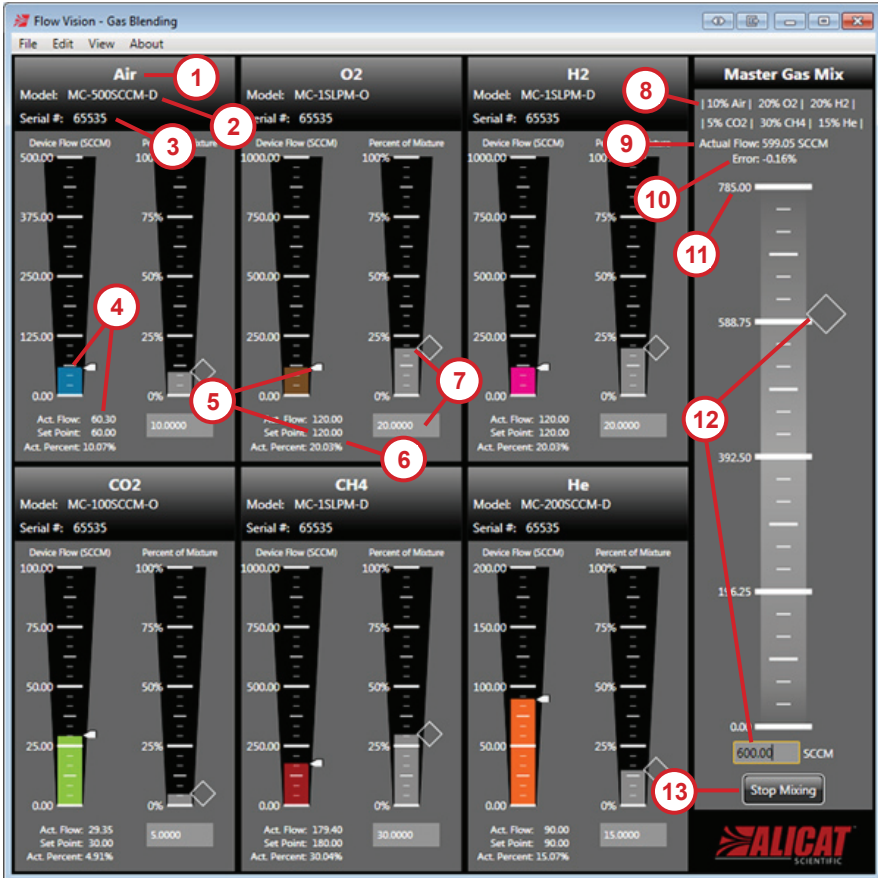 Flow Vision - Gas Blending
File Edit View About
Air
Model: MC-500SCCM-D
Serial #: 65535
Device Flow (SCCM)
500.00
375.00
250.00
125.00
0.00
75%
50%
25%
0%
Act. Flow: 60.30
Set Point: 60.00
Act. Percent: 10.07%
10.0000
1
2
3
4
O2
Model: MC-1SLPM-O
Serial #: 65535
Device Flow (SCCM) Percent of Mixture
1000.00 100%
750.00 75%
500.00 50%
250.00 25%
0.00 0%
Act. Flow: 120.00
Set Point: 120.00
Act. Percent: 20.03%
20.0000
5
6
7
H2
Model: MC-1SLPM-D
Serial #: 65535
Device Flow (SCCM)
1000.00
750.00 75%
500.00 50%
250.00 25%
0.00 0%
Act. Flow: 120.00
Set Point: 120.00
Act. Percent: 20.03%
20.0000
CO2
Model: MC-100SCCM-O
Serial #: 65535
Device Flow (SCCM) Percent of Mixture
100.00 100%
75.00 75%
50.00 50%
25.00 25%
0.00 0%
Act. Flow: 29.35
Set Point: 30.00
Act. Percent: 4.91%
5.0000
CH4
Model: MC-1SLPM-D
Serial #: 65535
Device Flow (SCCM) Percent of Mixture
1000.00 100%
750.00 75%
500.00 50%
250.00 25%
0.00 0%
Act. Flow: 179.40
Set Point: 180.00
Act. Percent: 30.04%
30.0000
He
Model: MC-200SCCM-D
Serial #: 65535
Device Flow (SCCM) Percent of Mixture
200.00 100%
150.00 75%
100.00 50%
50.00 25%
0.00 0%
Act. Flow: 90.00
Set Point: 90.00
Act. Percent: 15.07%
15.0000
Master Gas Mix
8
| 10% Air | 20% O2 | 20% H2 |
| 5% CO2 | 30% CH4 | 15% He |
9
Actual Flow: 599.05 SCCM
Error: -0.16%
10
785.00
11
588.75
12
392.50
196.25
0.00
600.00 SCCM
13
Stop Mixing
ALICAT
SCIENTIFIC